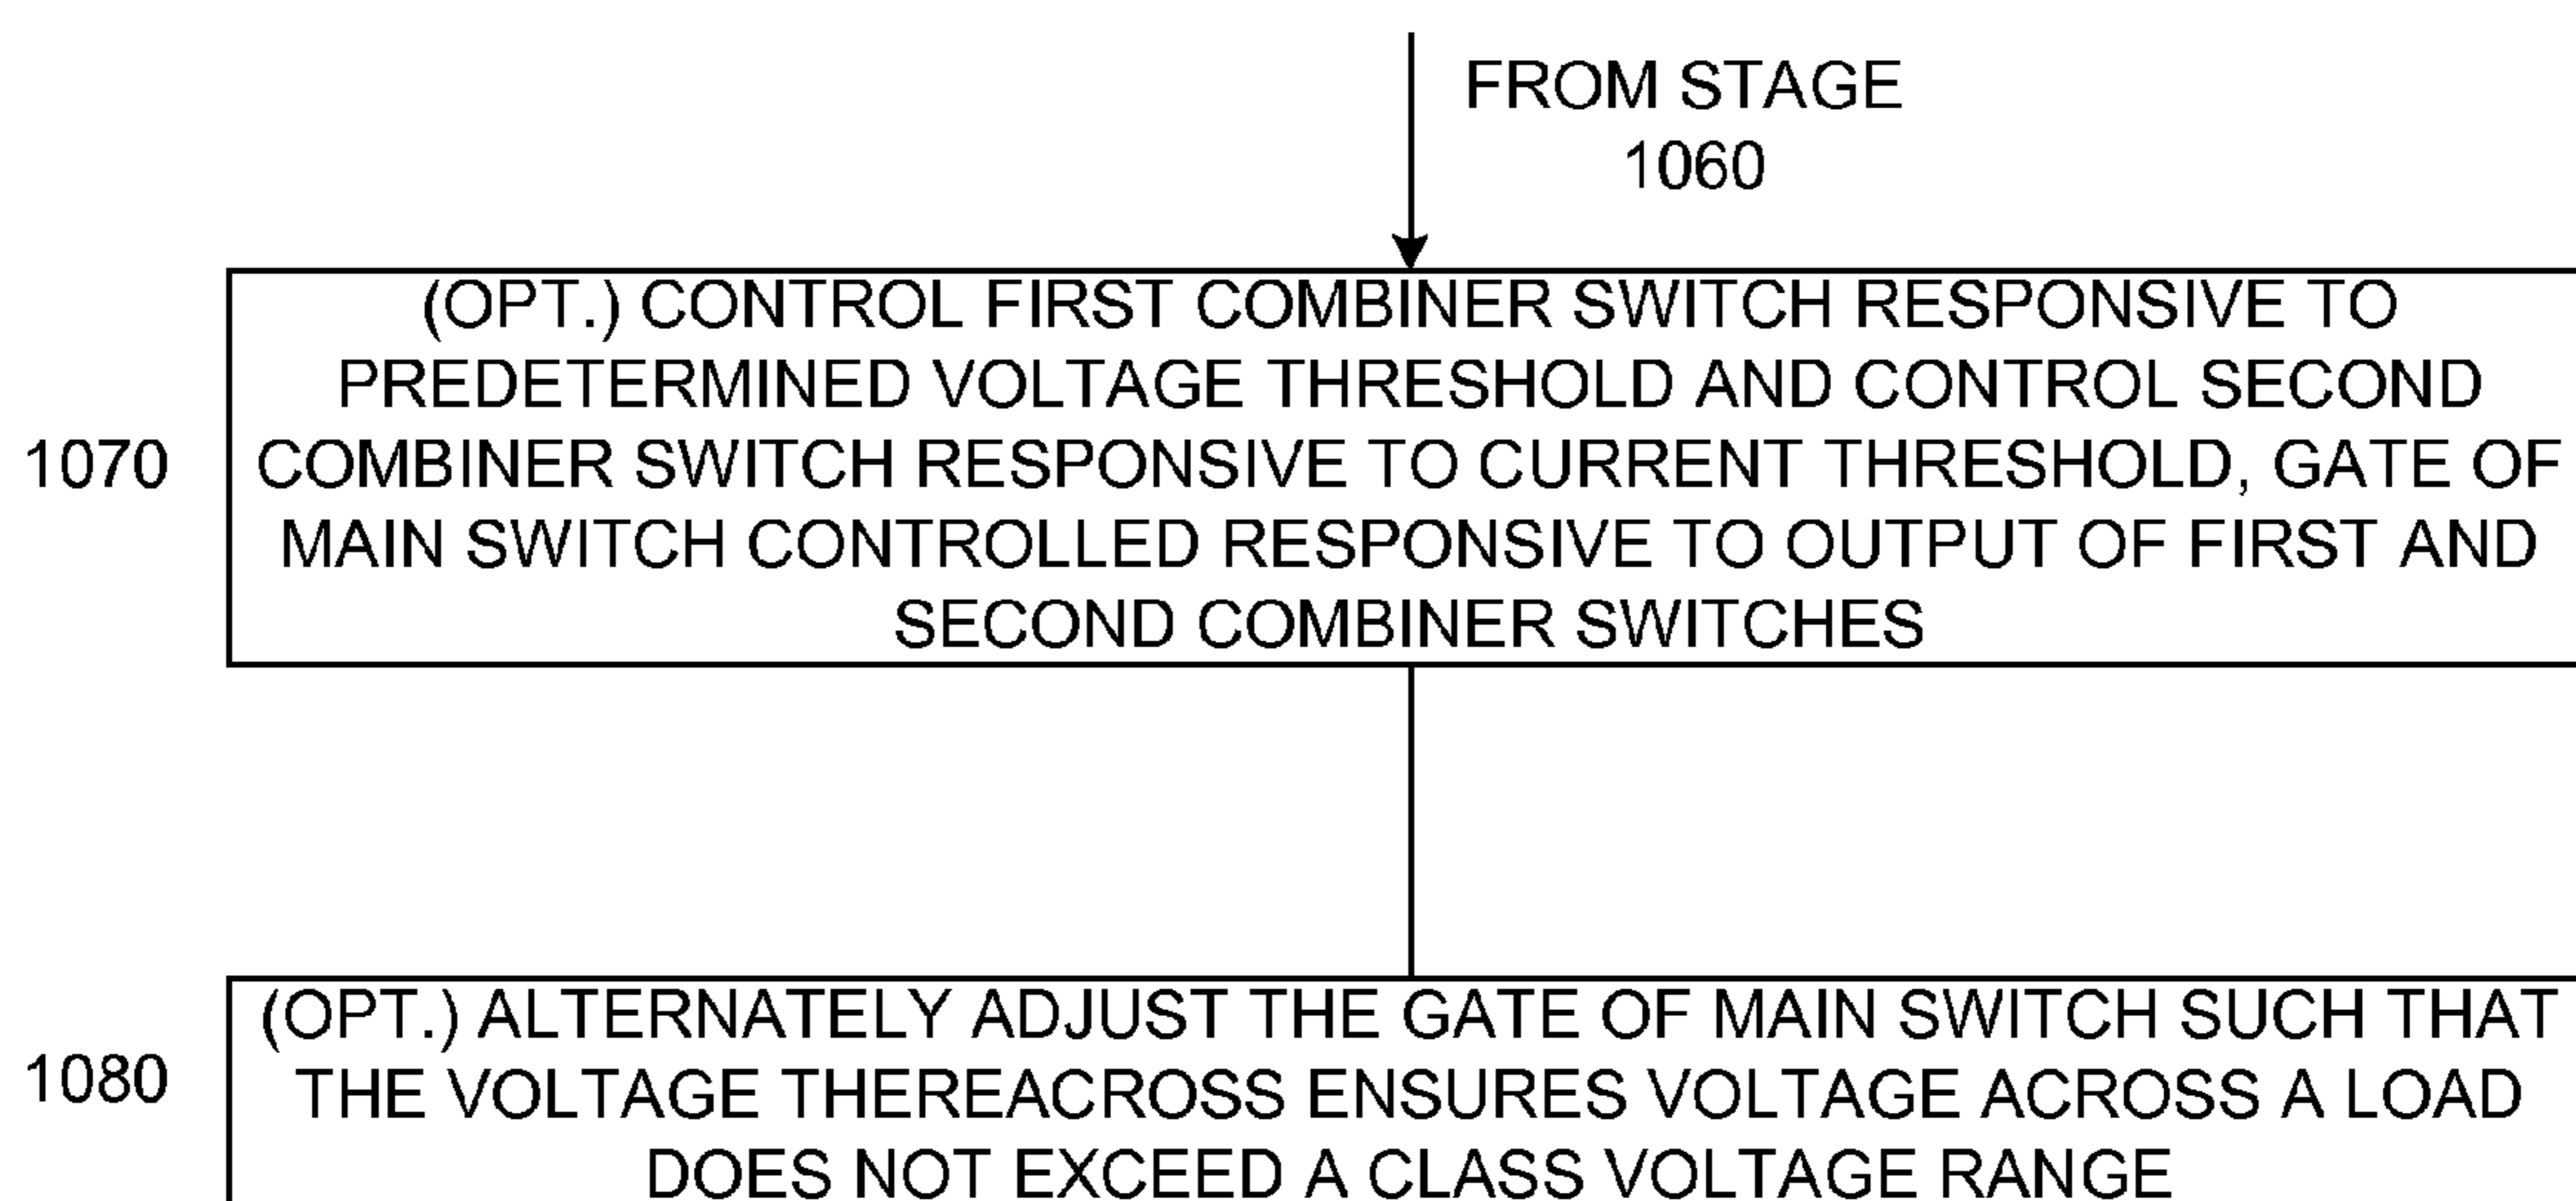 FROM STAGE
1060
(OPT.) CONTROL FIRST COMBINER SWITCH RESPONSIVE TO
PREDETERMINED VOLTAGE THRESHOLD AND CONTROL SECOND
1070
COMBINER SWITCH RESPONSIVE TO CURRENT THRESHOLD, GATE OF
MAIN SWITCH CONTROLLED RESPONSIVE TO OUTPUT OF FIRST AND
SECOND COMBINER SWITCHES
(OPT.) ALTERNATELY ADJUST THE GATE OF MAIN SWITCH SUCH THAT
1080
THE VOLTAGE THEREACROSS ENSURES VOLTAGE ACROSS A LOAD
DOES NOT EXCEED A CLASS VOLTAGE RANGE